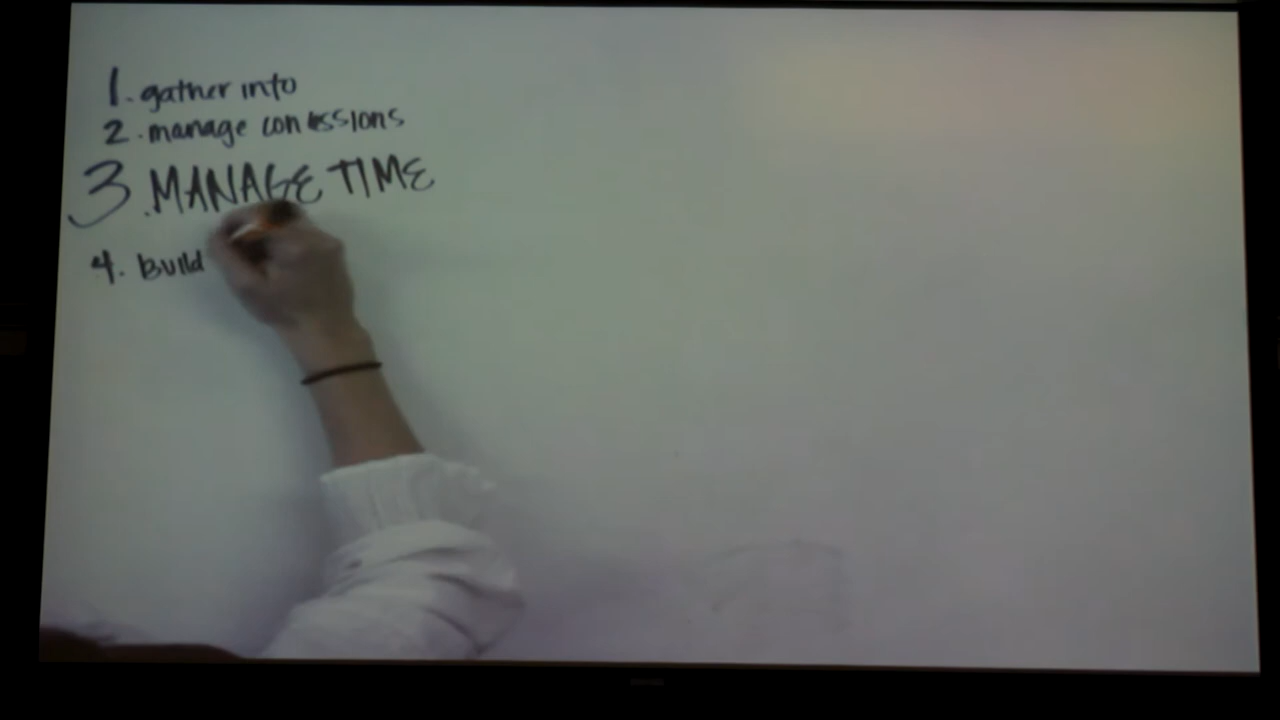 1. gather info
2. manage concessions
3. MANAGE TIME
4. build